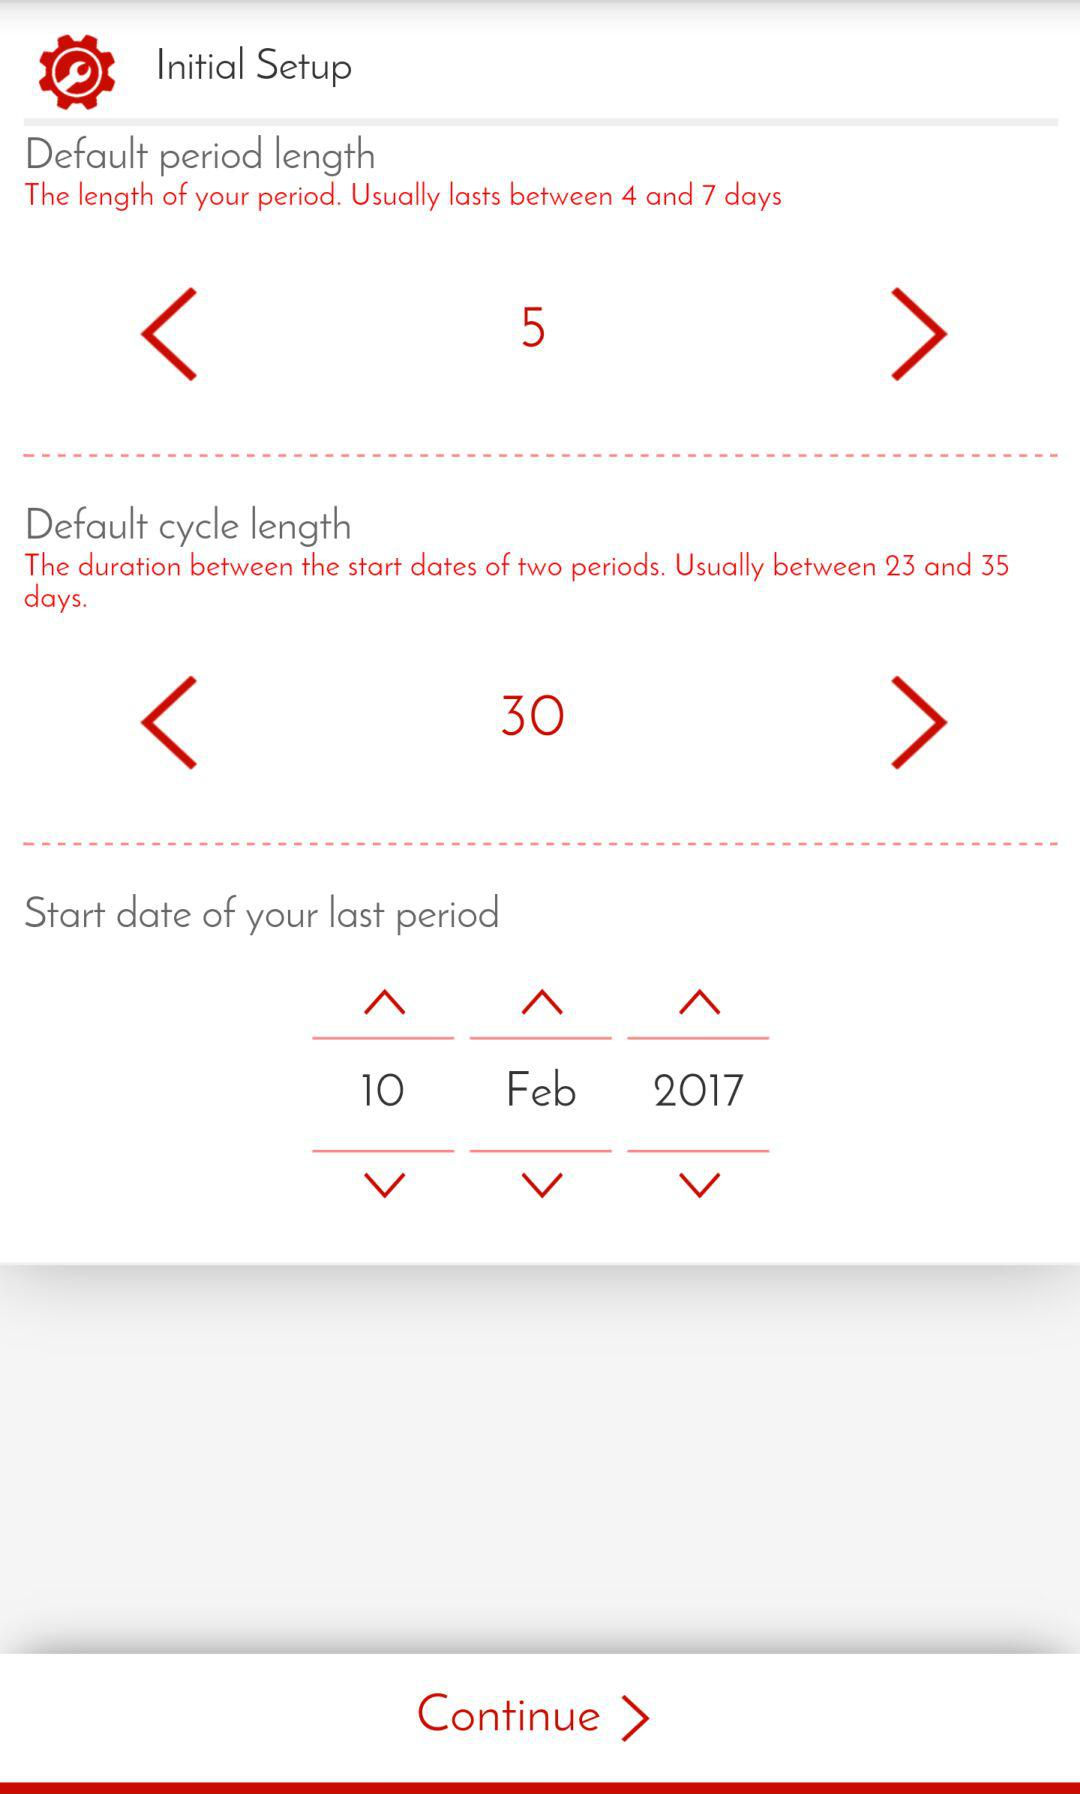 Initial Setup
Default period length
The length of your period. Usually lasts between 4 and 7 days
5
Default cycle length
The duration between the start dates of two periods. Usually between 23 and 35
days.
30
Start date of your last period
10 Feb 2017
Continue